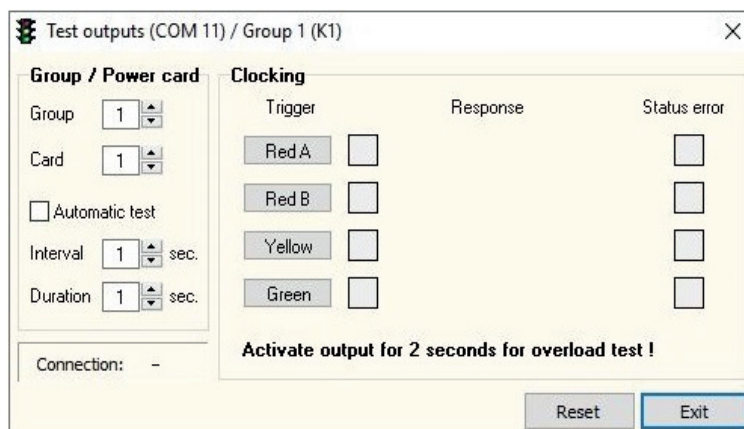 Test outputs (COM 11) / Group 1 (K1)
Group / Power card
Group 1
Card 1
Automatic test
Interval 1 sec.
Duration 1 sec.
Connection: -
Clocking
Trigger Response Status error
Red A
Red B
Yellow
Green
Activate output for 2 seconds for overload test !
Reset Exit